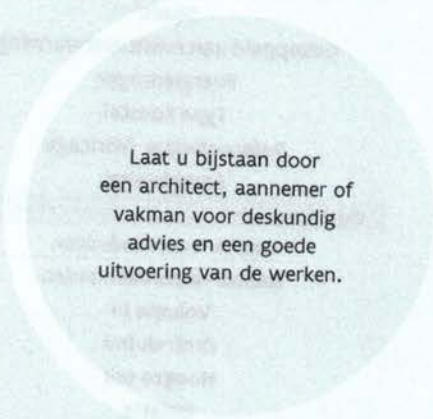 Laat u bijstaan door
een architect, aannemer of
vakman voor deskundig
advies en een goede
uitvoering van de werken.